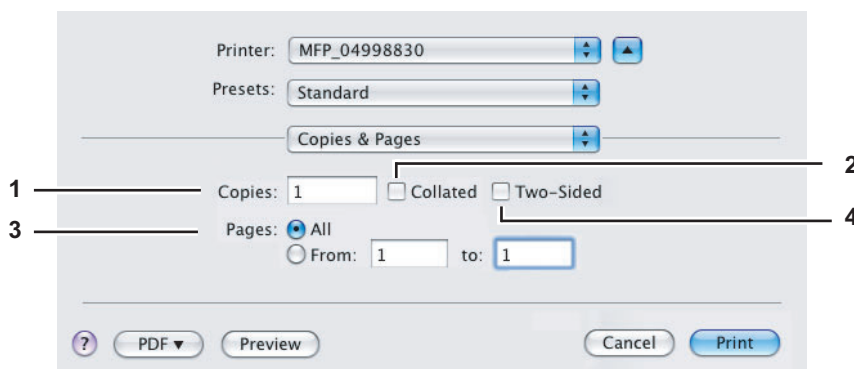 Printer: MFP_04998830
Presets: Standard
Copies & Pages
2
1 Copies: 1 Collated Two-Sided
4
3 Pages: All
From: 1 to: 1
? PDF▼ Preview Cancel Print